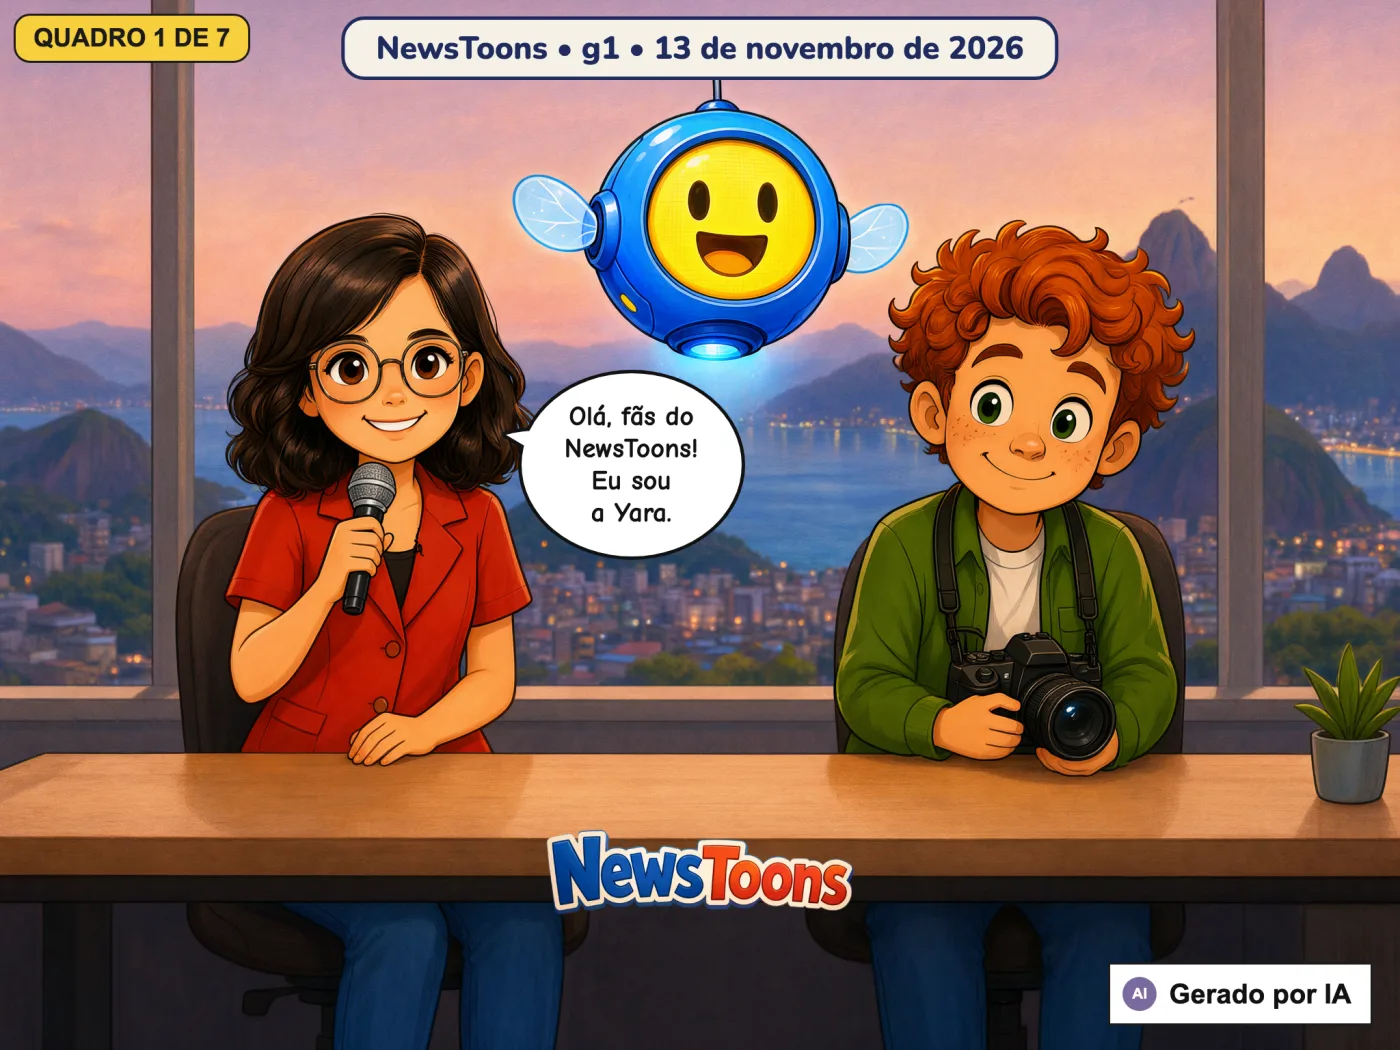 QUADRO 1 DE 7
NewsToons • g1 • 13 de novembro de 2026
Olá, fãs do
NewsToons!
Eu sou
a Yara.
NewsToons
AI Gerado por IA